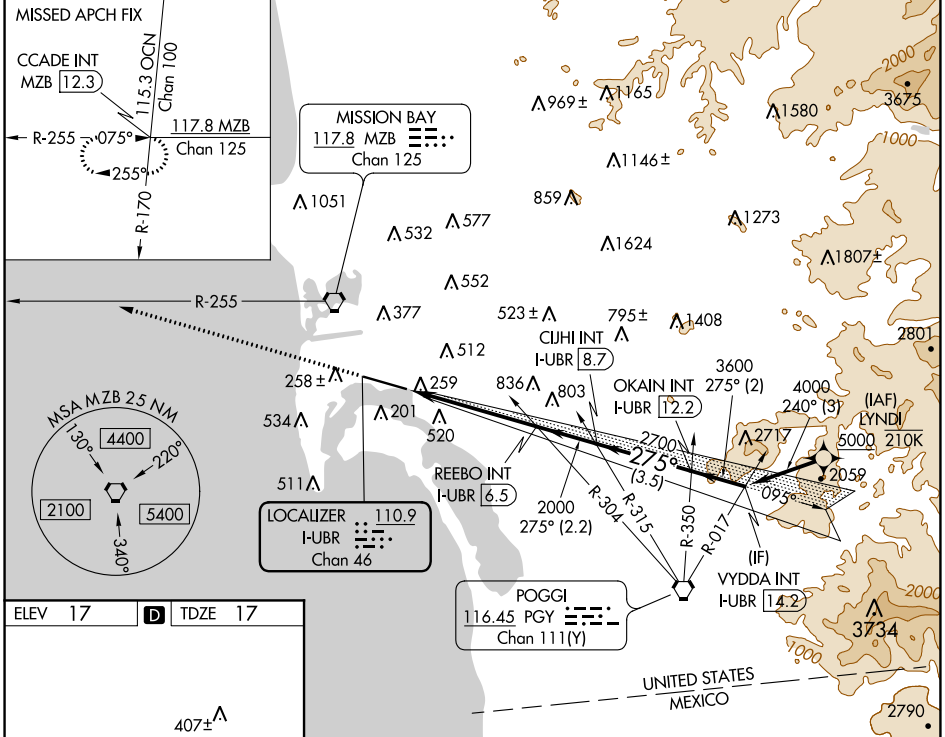 MISSED APCH FIX
CCADE INT
MZB 12.3
115.3 OCN
Chan 100
R-255
075°
117.8 MZB
Chan 125
255°
R-170
MISSION BAY
117.8 MZB
Chan 125
969±
1165
1580
2000
3675
1000
1146±
859
1051
532
577
1273
1624
1807±
R-255
552
377
523±
795±
1408
2801
CIJHI INT
I-UBR 8.7
512
3600
275° (2)
258±
259
836
803
OKAIN INT
I-UBR 12.2
4000
240° (3)
(IAF)
LYNDI
5000 210K
MSA MZB 25 NM
130°
4400
220°
2100
5400
340°
534
201
520
2700
275°
(3.5)
2717
2059
095°
REEBO INT
I-UBR 6.5
511
2000
275° (2.2)
R-304
R-315
R-350
R-017
LOCALIZER 110.9
I-UBR
Chan 46
(IF)
VYDDA INT
I-UBR 14.2
POGGI
116.45 PGY
Chan 111(Y)
2000
3734
1000
ELEV 17
D
TDZE 17
UNITED STATES
MEXICO
407±
2790